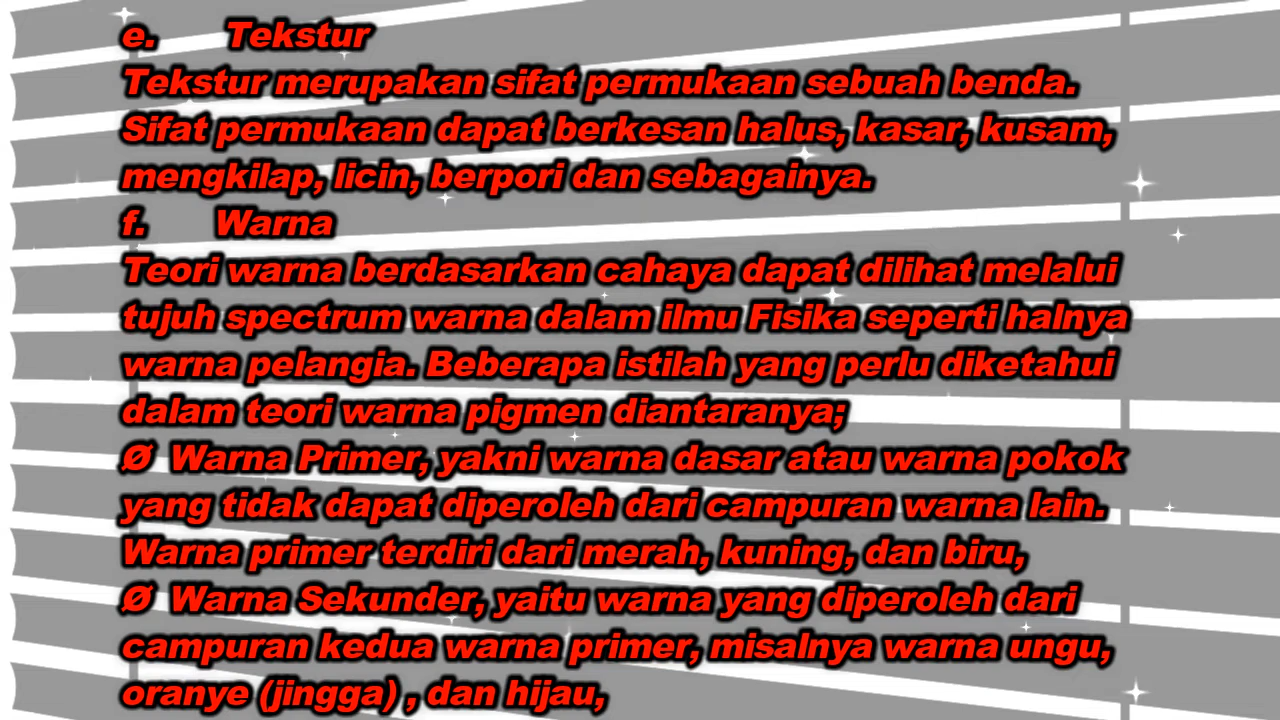 e. Tekstur
Tekstur merupakan sifat permukaan sebuah benda.
Sifat permukaan dapat berkesan halus, kasar, kusam,
mengkilap, licin, berpori dan sebagainya.
f. Warna
Teori warna berdasarkan cahaya dapat dilihat melalui
tujuh spectrum warna dalam ilmu Fisika seperti halnya
warna pelangia. Beberapa istilah yang perlu diketahui
dalam teori warna pigmen diantaranya;
Ø Warna Primer, yakni warna dasar atau warna pokok
yang tidak dapat diperoleh dari campuran warna lain.
Warna primer terdiri dari merah, kuning, dan biru,
Ø Warna Sekunder, yaitu warna yang diperoleh dari
campuran kedua warna primer, misalnya warna ungu,
oranye (jingga) , dan hijau,